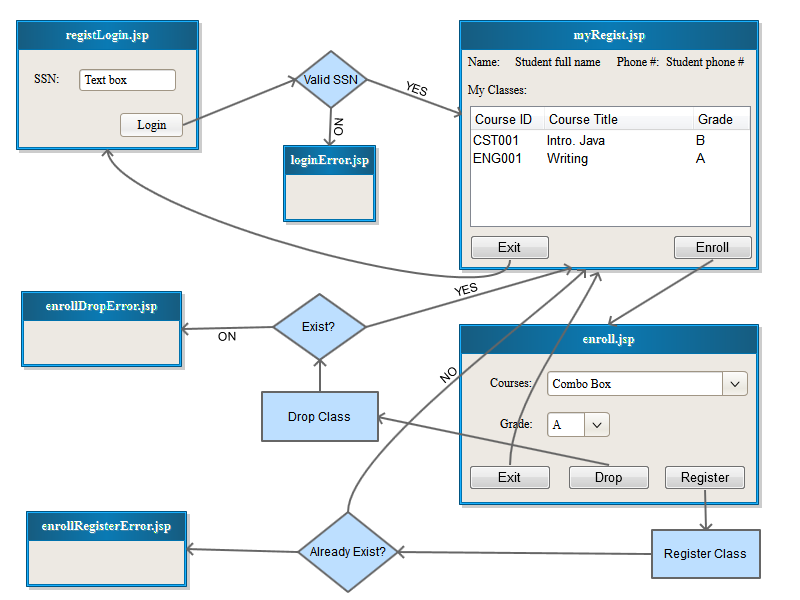 registLogin.jsp
SSN:
Text box
Login
Valid SSN
YES
NO
loginError.jsp
myRegist.jsp
Name: Student full name Phone #: Student phone #
My Classes:
Course ID Course Title Grade
CST001 Intro. Java B
ENG001 Writing A
Exit
Enroll
enrollDropError.jsp
ON
Exist?
YES
Drop Class
NO
enroll.jsp
Courses: Combo Box
Grade: A
Exit
Drop
Register
enrollRegisterError.jsp
Already Exist?
Register Class